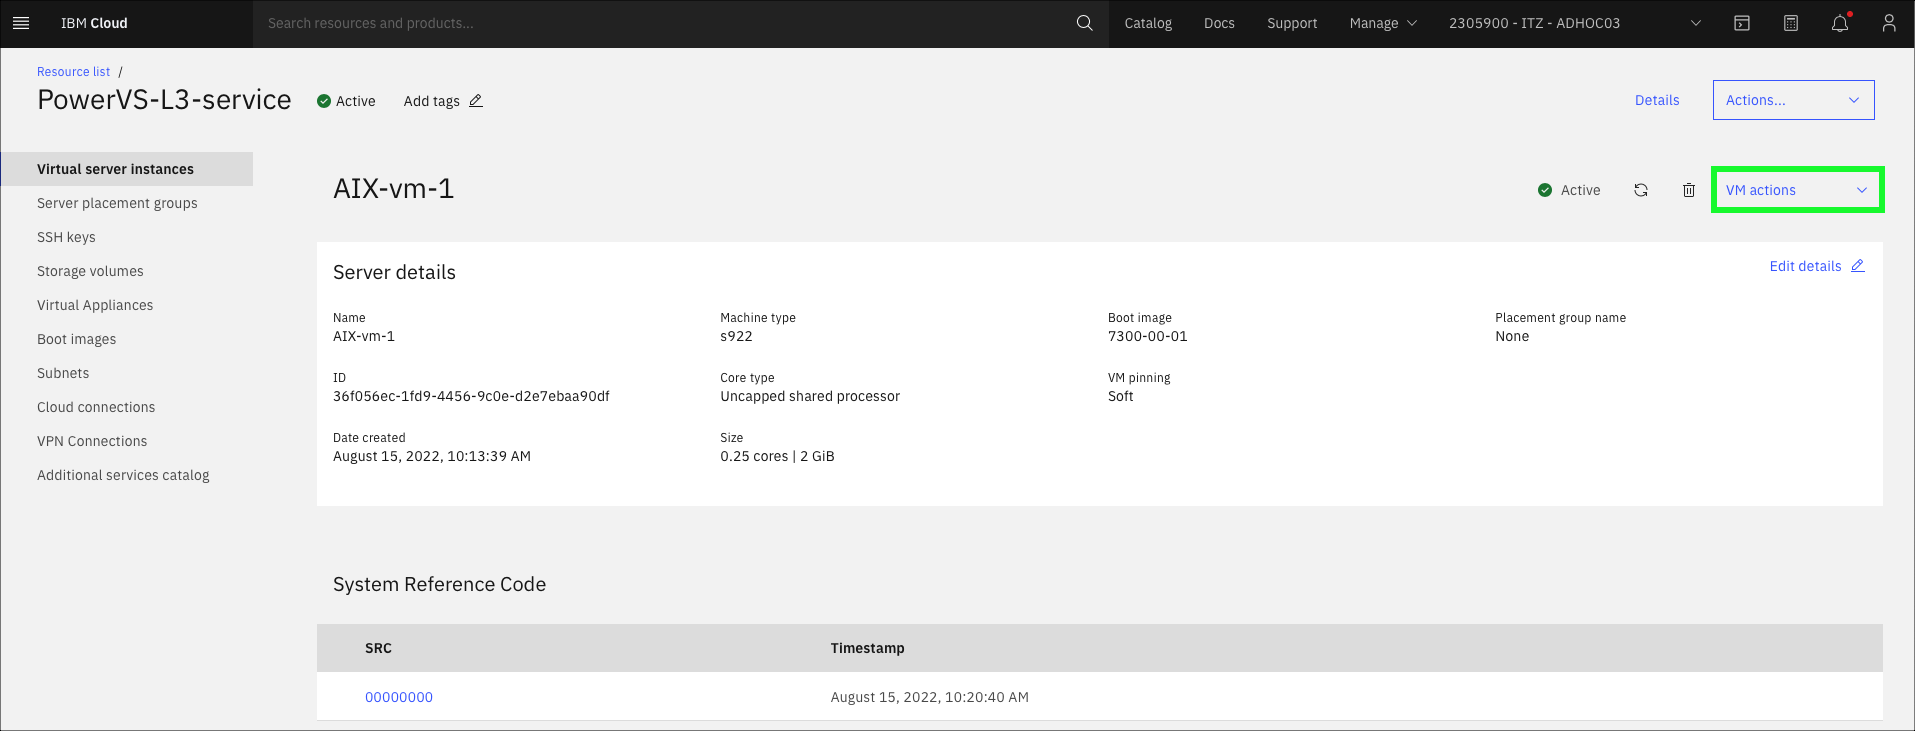 IBM Cloud
Search resources and products...
Catalog
Docs
Support
Manage
2305900 - ITZ - ADHOC03
Resource list /
PowerVS-L3-service
Active
Add tags
Details
Actions...
Virtual server instances
Server placement groups
SSH keys
Storage volumes
Virtual Appliances
Boot images
Subnets
Cloud connections
VPN Connections
Additional services catalog
AIX-vm-1
Active
VM actions
Server details
Edit details
Name
AIX-vm-1
Machine type
s922
Boot image
7300-00-01
Placement group name
None
ID
36f056ec-1fd9-4456-9c0e-d2e7ebaa90df
Core type
Uncapped shared processor
VM pinning
Soft
Date created
August 15, 2022, 10:13:39 AM
Size
0.25 cores | 2 GiB
System Reference Code
SRC
Timestamp
00000000
August 15, 2022, 10:20:40 AM